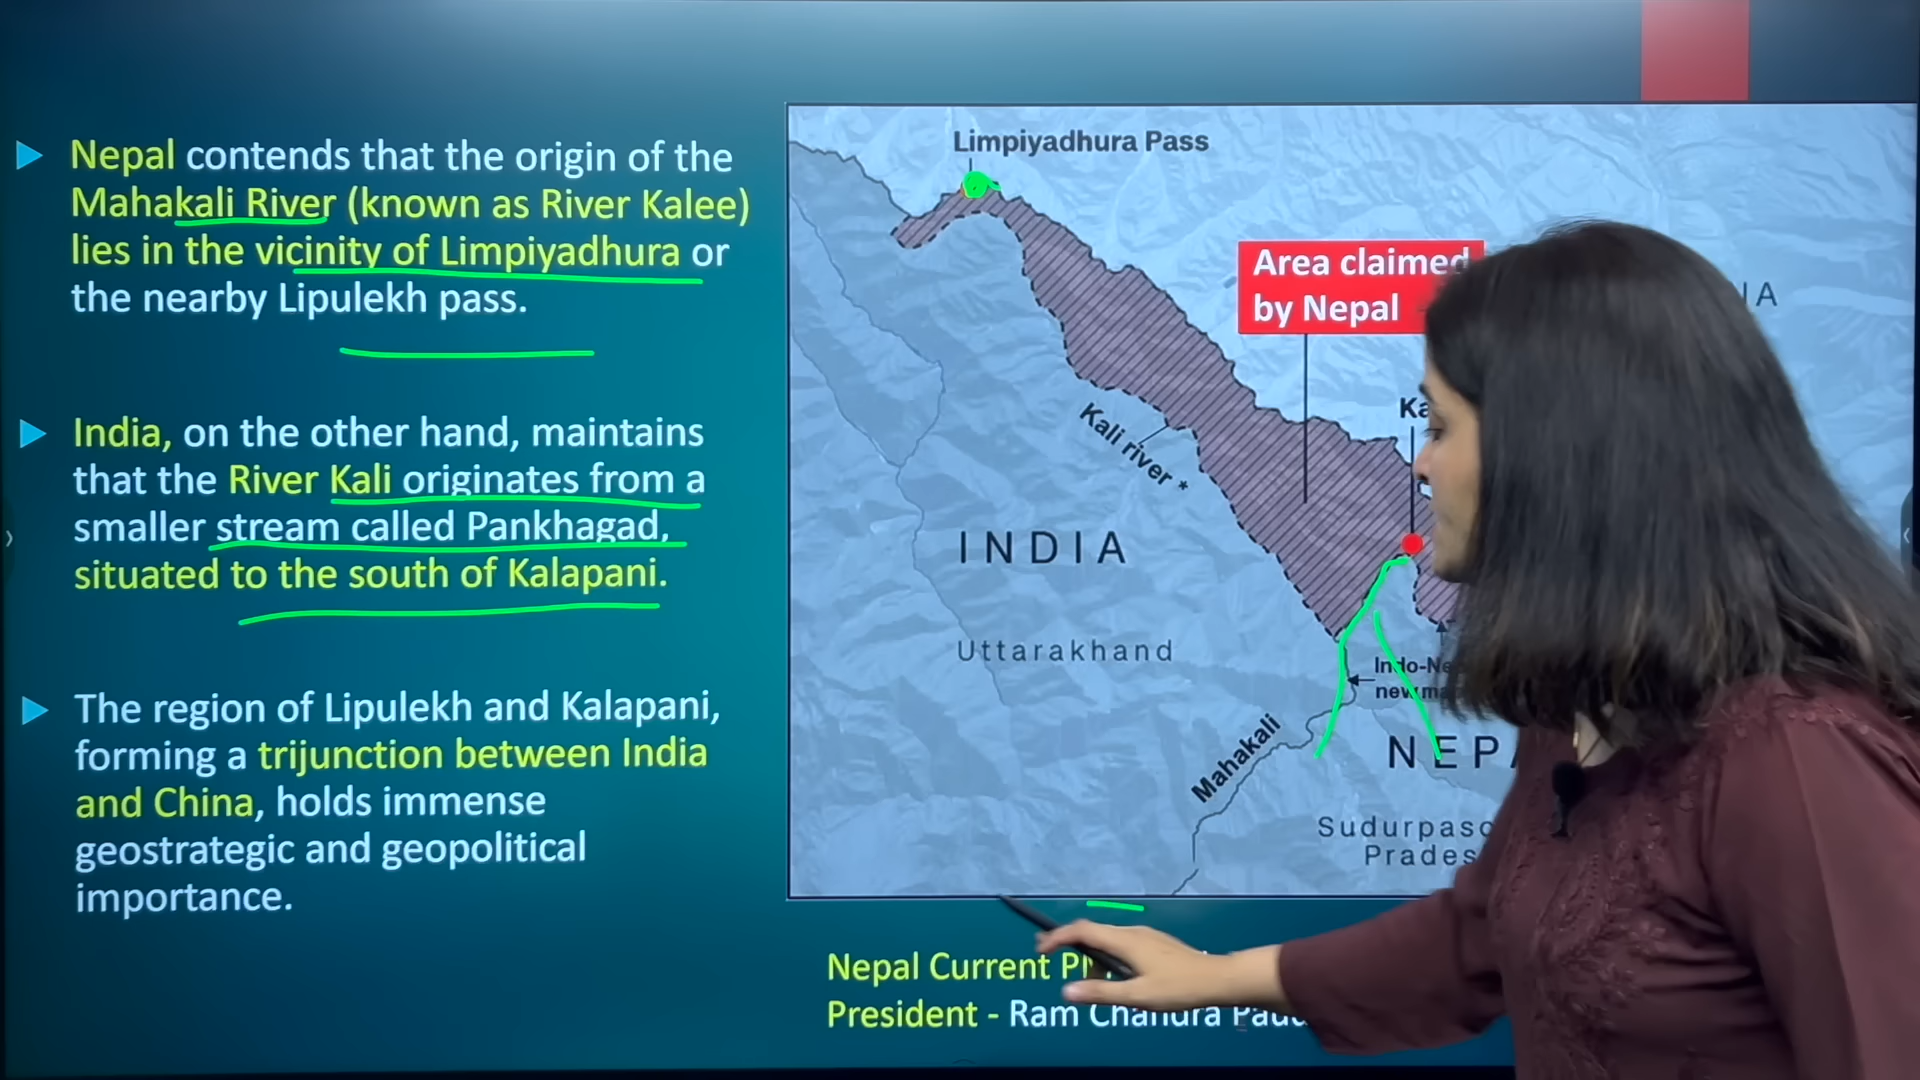 Nepal contends that the origin of the
Mahakali River (known as River Kalee)
lies in the vicinity of Limpiyadhura or
the nearby Lipulekh pass.
India, on the other hand, maintains
that the River Kali originates from a
smaller stream called Pankhagad,
situated to the south of Kalapani.
The region of Lipulekh and Kalapani,
forming a trijunction between India
and China, holds immense
geostrategic and geopolitical
importance.
Limpiyadhura Pass
Area claimed
by Nepal
Kali river *
INDIA
Uttarakhand
Mahakali
new
Nepal Current
President - Ram Chandra